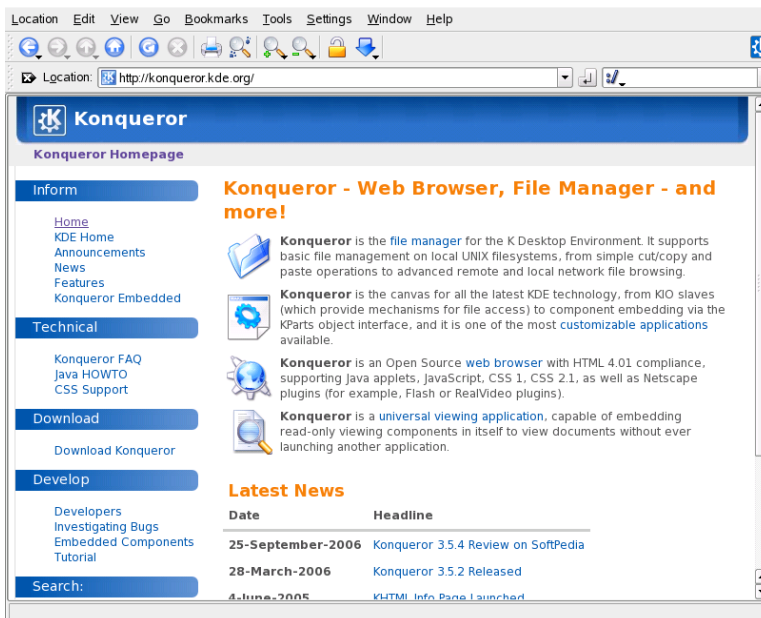 Location Edit View Go Bookmarks Tools Settings Window Help
Location: http://konqueror.kde.org/
Konqueror
Konqueror Homepage
Inform
Home
KDE Home
Announcements
News
Features
Konqueror Embedded
Technical
Konqueror FAQ
Java HOWTO
CSS Support
Download
Download Konqueror
Develop
Developers
Investigating Bugs
Embedded Components
Tutorial
Search:
Konqueror - Web Browser, File Manager - and
more!
Konqueror is the file manager for the K Desktop Environment. It supports
basic file management on local UNIX filesystems, from simple cut/copy and
paste operations to advanced remote and local network file browsing.
Konqueror is the canvas for all the latest KDE technology, from KIO slaves
(which provide mechanisms for file access) to component embedding via the
KParts object interface, and it is one of the most customizable applications
available.
Konqueror is an Open Source web browser with HTML 4.01 compliance,
supporting Java applets, JavaScript, CSS 1, CSS 2.1, as well as Netscape
plugins (for example, Flash or RealVideo plugins).
Konqueror is a universal viewing application, capable of embedding
read-only viewing components in itself to view documents without ever
launching another application.
Latest News
Date Headline
25-September-2006 Konqueror 3.5.4 Review on SoftPedia
28-March-2006 Konqueror 3.5.2 Released
4-June-2005 KHTML Info Page Launched